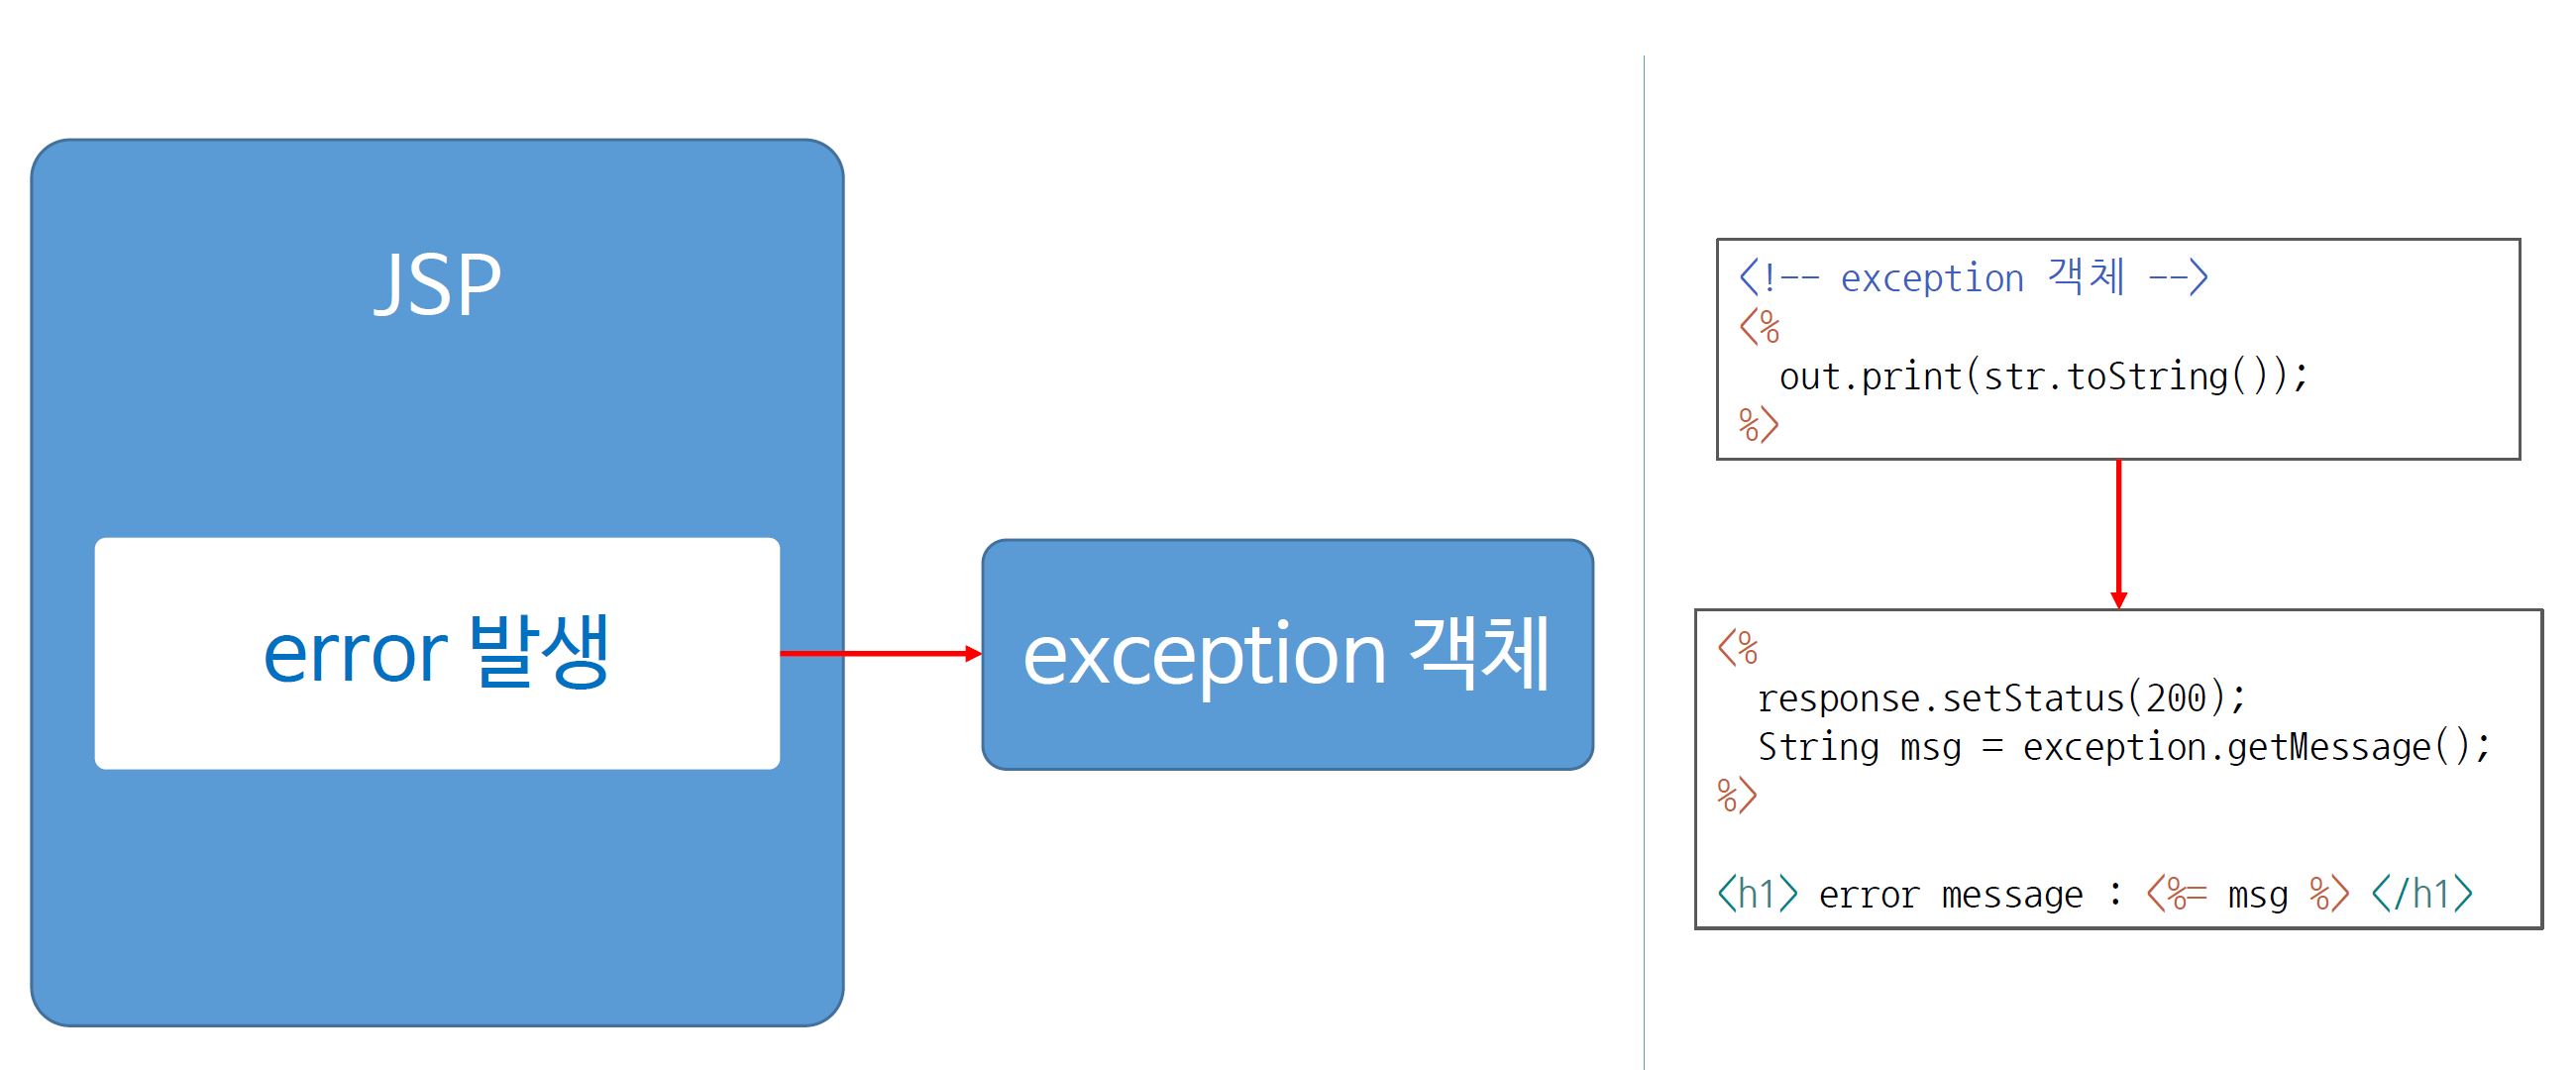 JSP
error 발생
exception 객체
<!-- exception 객체 -->
<%
out.print(str.toString());
%>
<%
response.setStatus(200);
String msg = exception.getMessage();
%>
<h1> error message : <%= msg %> </h1>